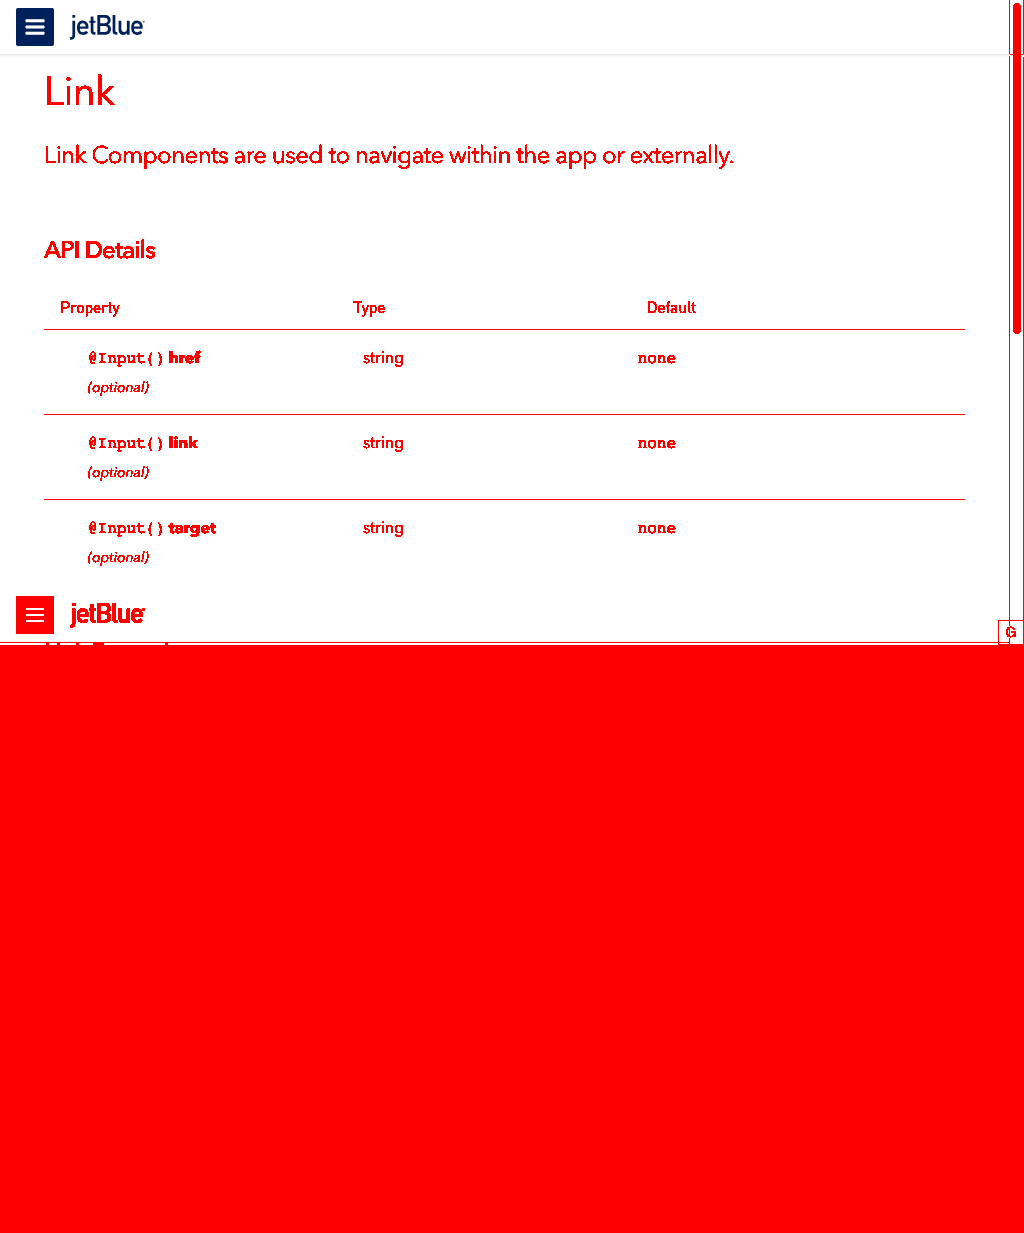 jetBlue
Link
Link Components are used to navigate within the app or externally.
API Details
Property Type Default
@Input() href string none
(optional)
@Input() link string none
(optional)
@Input() target string none
(optional)
jetBlue
G